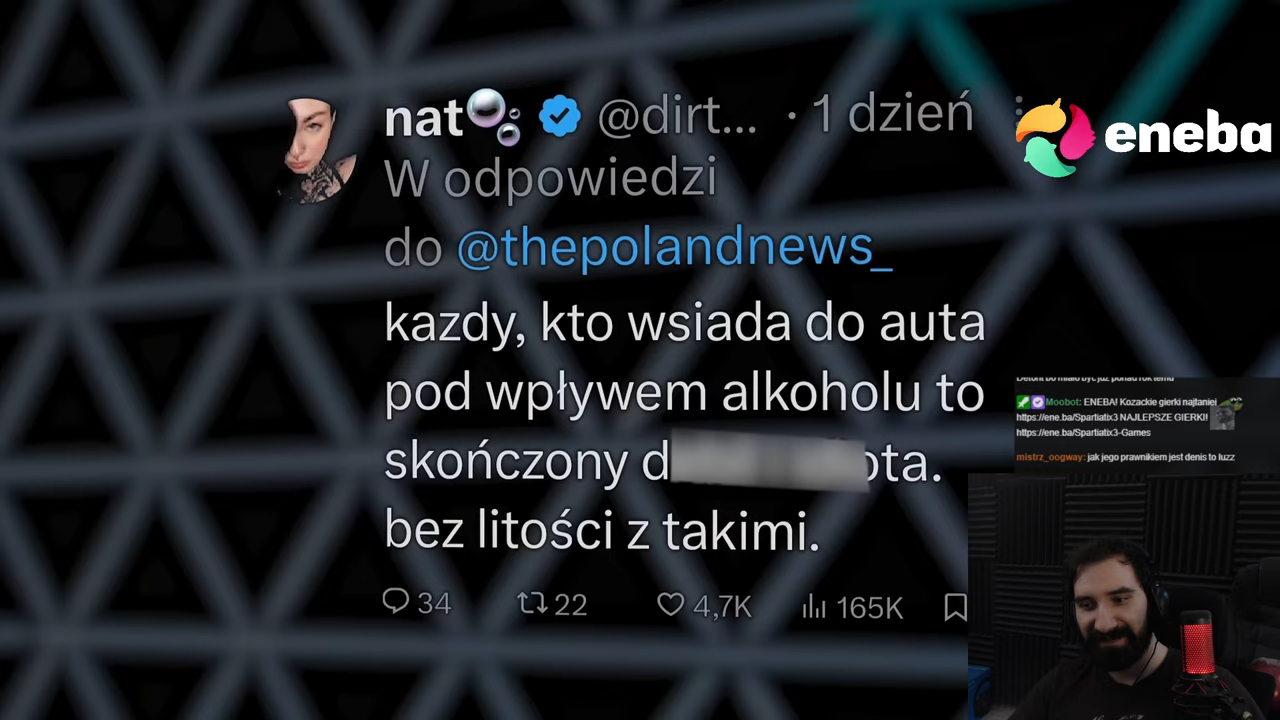 nat @dirt... · 1 dzień
W odpowiedzi
do @thepolandnews_
kazdy, kto wsiada do auta
pod wpływem alkoholu to
skończony d ota.
bez litości z takimi.
34 22 4,7K 165K
eneba
Moobot: ENEBA! Kozackie gierki najtaniej
https://ene.ba/Spartiatix3 NAJLEPSZE GIERKI!
https://ene.ba/Spartiatix3-Games
mistrz_oogway: jak jego prawnikiem jest denis to luzz